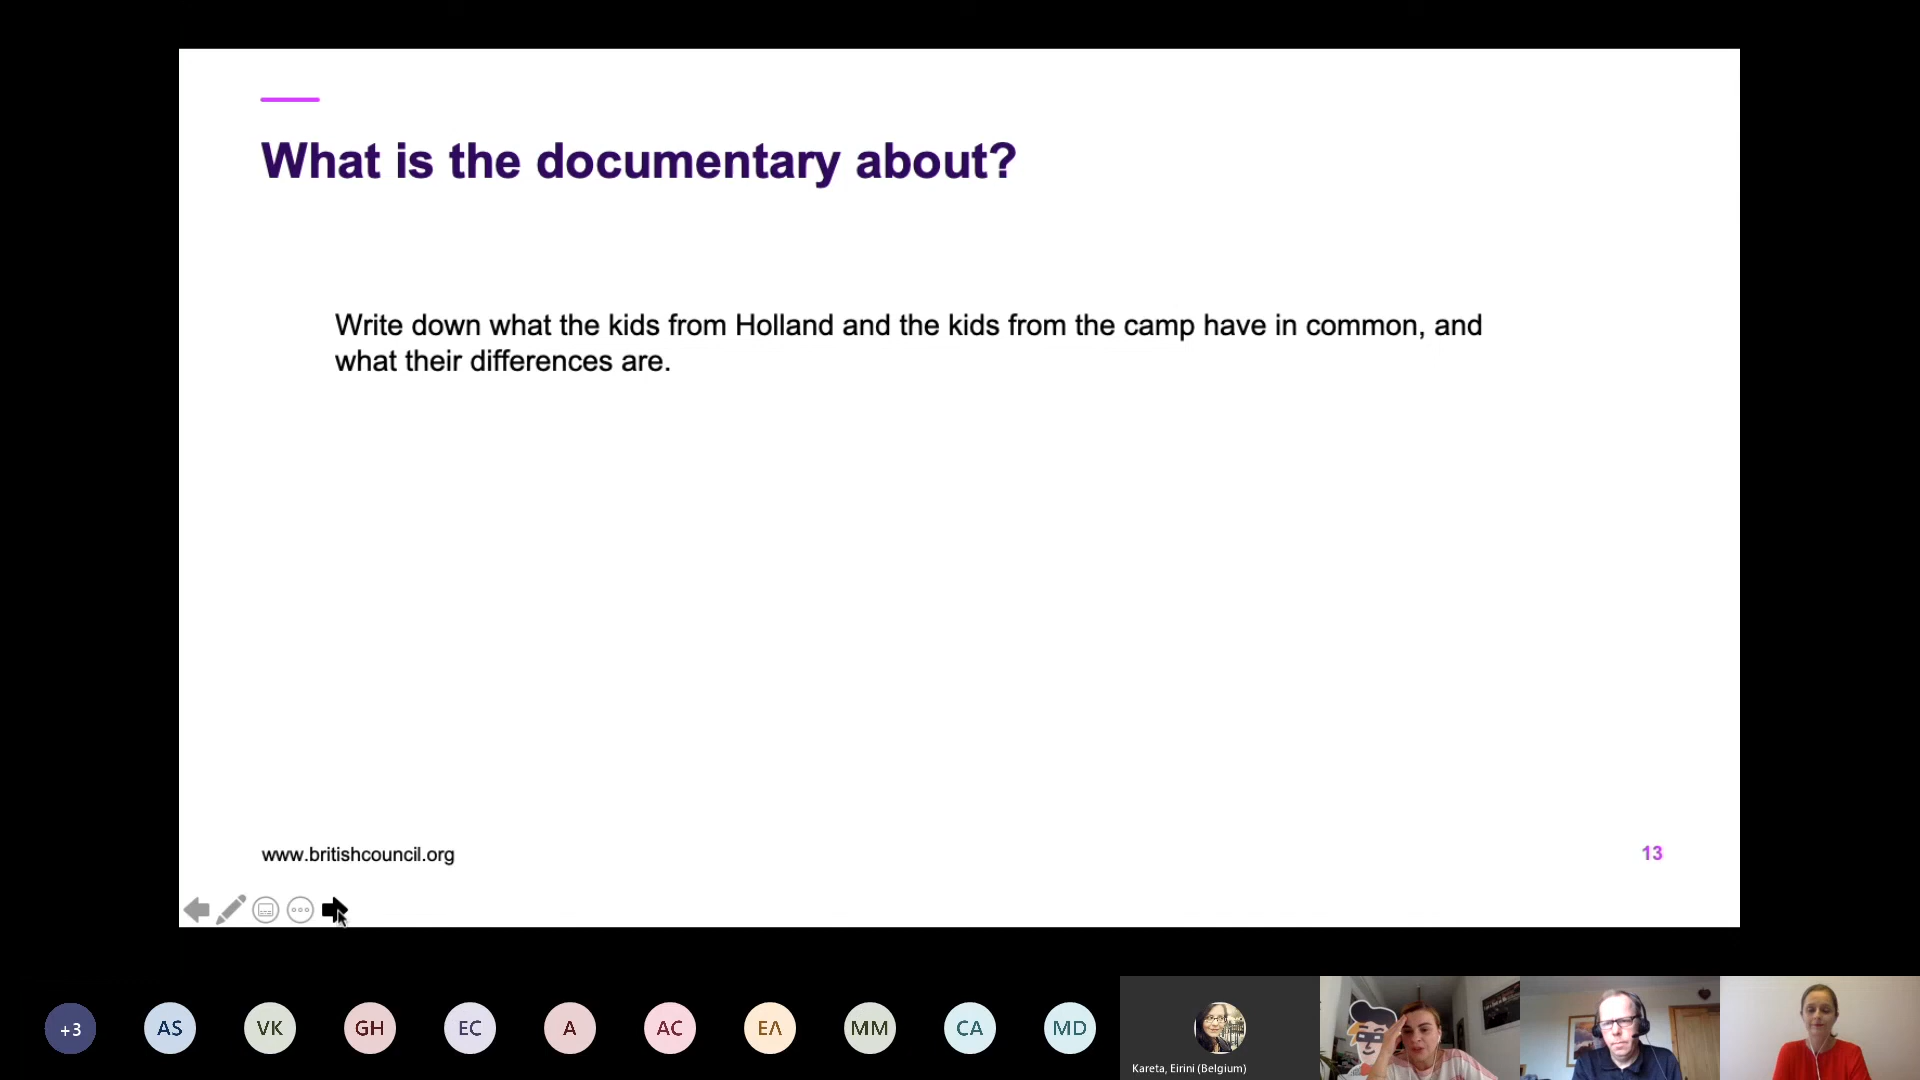 What is the documentary about?
Write down what the kids from Holland and the kids from the camp have in common, and
what their differences are.
www.britishcouncil.org
13
+3
AS
VK
GH
EC
A
AC
ΕΛ
MM
CA
MD
Kareta, Eirini (Belgium)